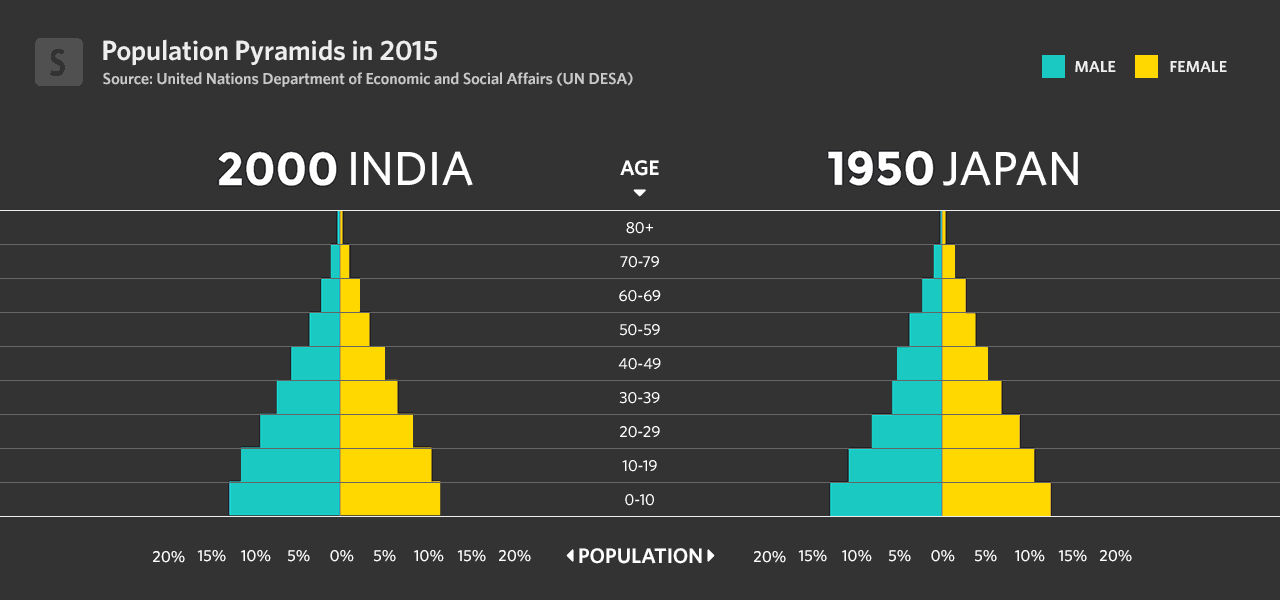 S
Population Pyramids in 2015
Source: United Nations Department of Economic and Social Affairs (UN DESA)
MALE FEMALE
2000 INDIA
AGE
1950 JAPAN
80+
70-79
60-69
50-59
40-49
30-39
20-29
10-19
0-10
20% 15% 10% 5% 0% 5% 10% 15% 20%
POPULATION
20% 15% 10% 5% 0% 5% 10% 15% 20%